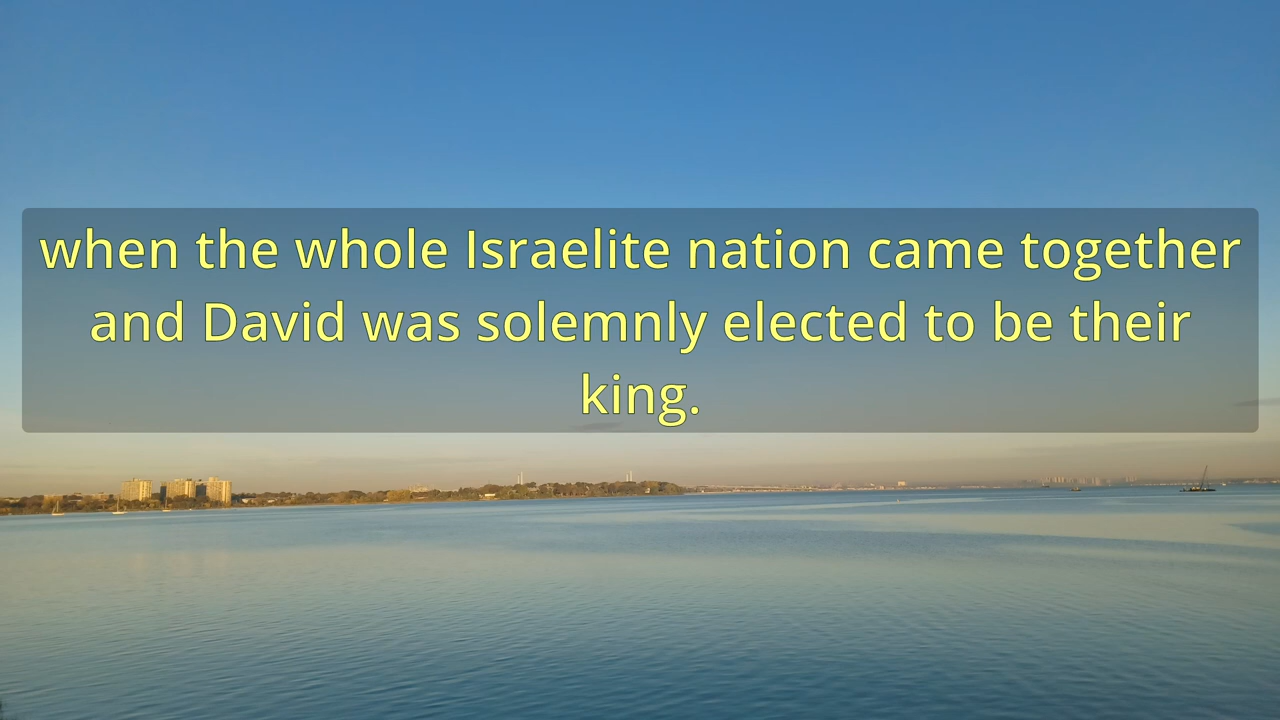 when the whole Israelite nation came together
and David was solemnly elected to be their
king.